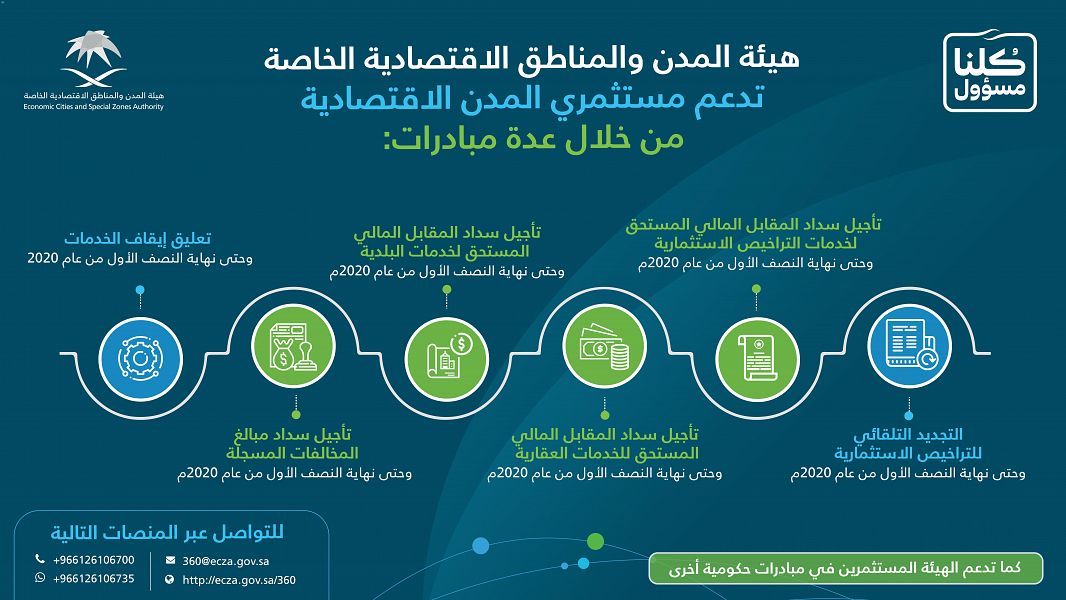 كُلنا
مسؤول
هيئة المدن والمناطق الاقتصادية الخاصة
Economic Cities and Special Zones Authority
هيئة المدن والمناطق الاقتصادية الخاصة
تدعم مستثمري المدن الاقتصادية
من خلال عدة مبادرات:
التجديد التلقائي
للتراخيص الاستثمارية
وحتى نهاية النصف الأول من عام 2020م
تأجيل سداد المقابل المالي المستحق
لخدمات التراخيص الاستثمارية
وحتى نهاية النصف الأول من عام 2020م
تأجيل سداد المقابل المالي
المستحق للخدمات العقارية
وحتى نهاية النصف الأول من عام 2020م
تأجيل سداد المقابل المالي
المستحق لخدمات البلدية
وحتى نهاية النصف الأول من عام 2020م
تأجيل سداد مبالغ
المخالفات المسجلة
وحتى نهاية النصف الأول من عام 2020م
تعليق إيقاف الخدمات
وحتى نهاية النصف الأول من عام 2020
كما تدعم الهيئة المستثمرين في مبادرات حكومية أخرى
للتواصل عبر المنصات التالية
+966126106700
+966126106735
360@ecza.gov.sa
http://ecza.gov.sa/360